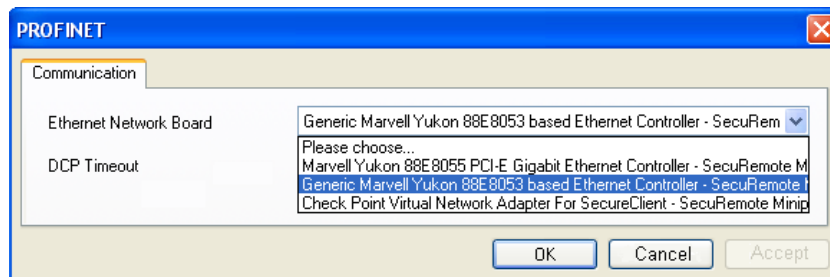 PROFINET
Communication
Ethernet Network Board
Generic Marvell Yukon 88E8053 based Ethernet Controller - SecuRem
Please choose...
DCP Timeout
Marvell Yukon 88E8055 PCI-E Gigabit Ethernet Controller - SecuRemote M
Generic Marvell Yukon 88E8053 based Ethernet Controller - SecuRemote
Check Point Virtual Network Adapter For SecureClient - SecuRemote Minip
OK
Cancel
Accept